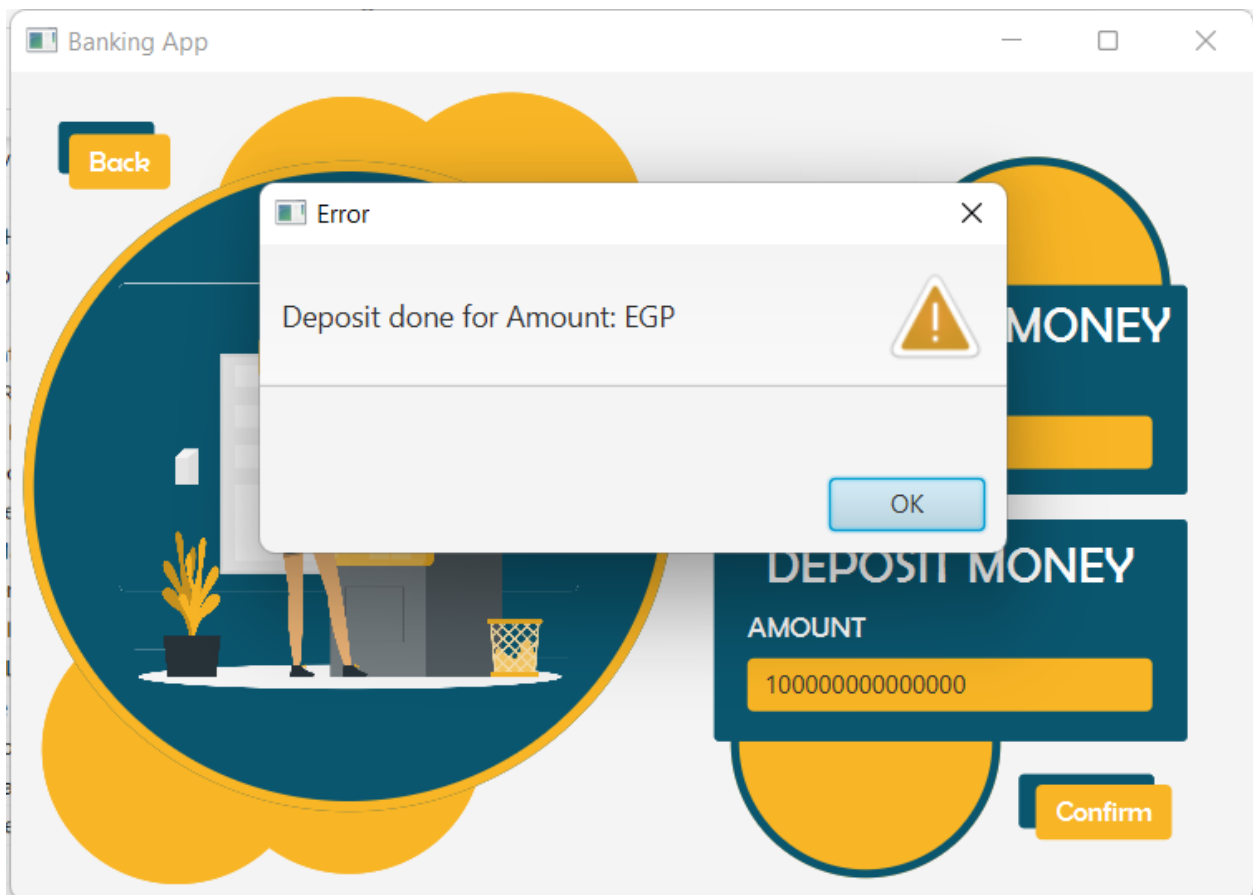 Banking App
Back
Error
Deposit done for Amount: EGP
OK
MONEY
DEPOSIT MONEY
AMOUNT
100000000000000
Confirm